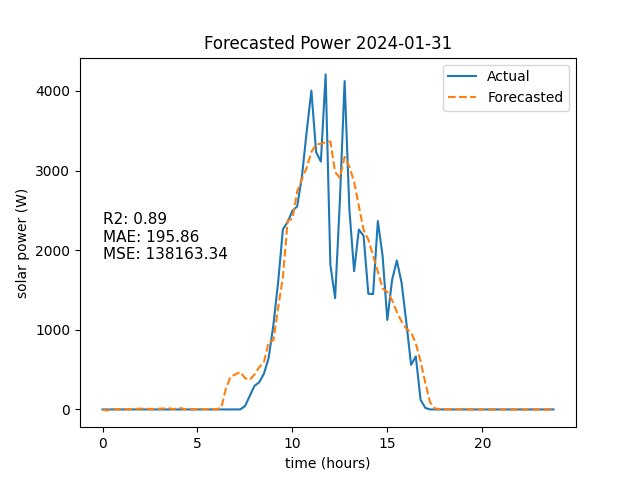 Forecasted Power 2024-01-31
Actual
Forecasted
R2: 0.89
MAE: 195.86
MSE: 138163.34
solar power (W)
4000
3000
2000
1000
0
0 5 10 15 20
time (hours)